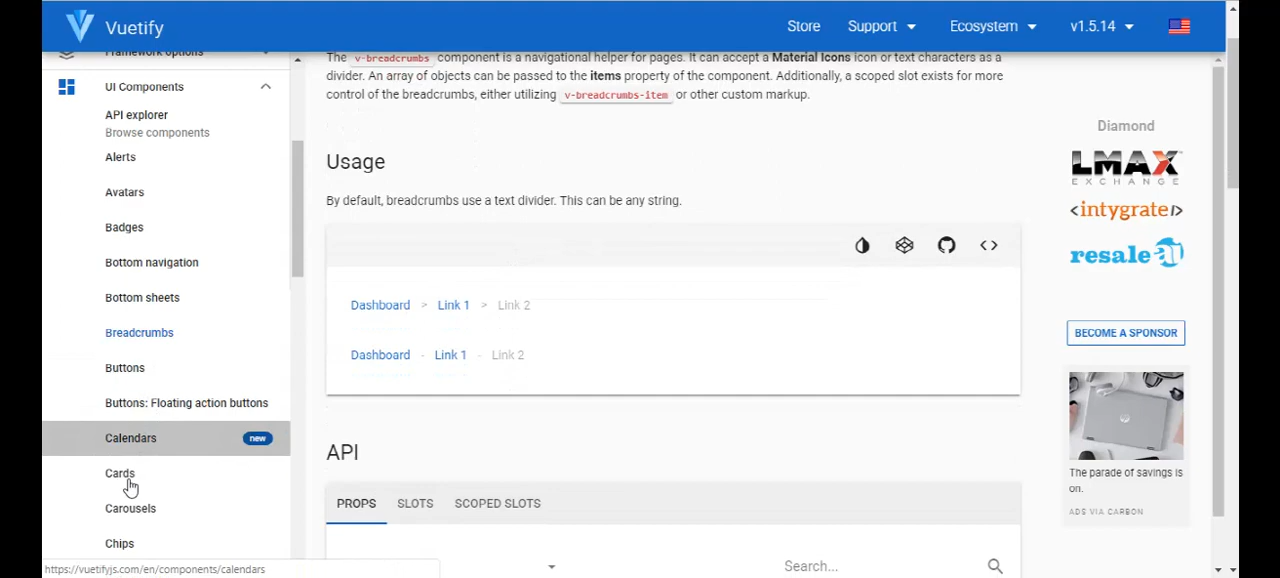 Vuetify
Store
Support
Ecosystem
v1.5.14
Framework options
UI Components
API explorer
Browse components
Alerts
Avatars
Badges
Bottom navigation
Bottom sheets
Breadcrumbs
Buttons
Buttons: Floating action buttons
Calendars
new
Cards
Carousels
Chips
https://vuetifyjs.com/en/components/calendars
The v-breadcrumbs component is a navigational helper for pages. It can accept Material Icons icon or text characters as a
divider. An array of objects can be passed to the items property of the component. Additionally, a scoped slot exists for more
control of the breadcrumbs, either utilizing v-breadcrumbs-item or other custom markup.
Usage
By default, breadcrumbs use a text divider. This can be any string.
< >
Dashboard > Link 1 > Link 2
Dashboard - Link 1 - Link 2
API
PROPS
SLOTS
SCOPED SLOTS
Search...
Diamond
LMAX
EXCHANGE
<intygrate/>
resale ai
BECOME A SPONSOR
The parade of savings is
on.
ADS VIA CARBON